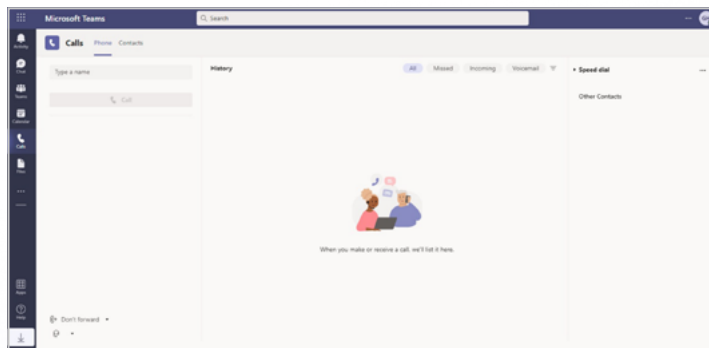 Microsoft Teams
Search
Activity
Chat
Teams
Calendar
Calls
Files
Apps
Help
Calls
Phone
Contacts
Type a name
Call
Don't forward
History
All
Missed
Incoming
Voicemail
When you make or receive a call, we'll list it here.
Speed dial
Other Contacts